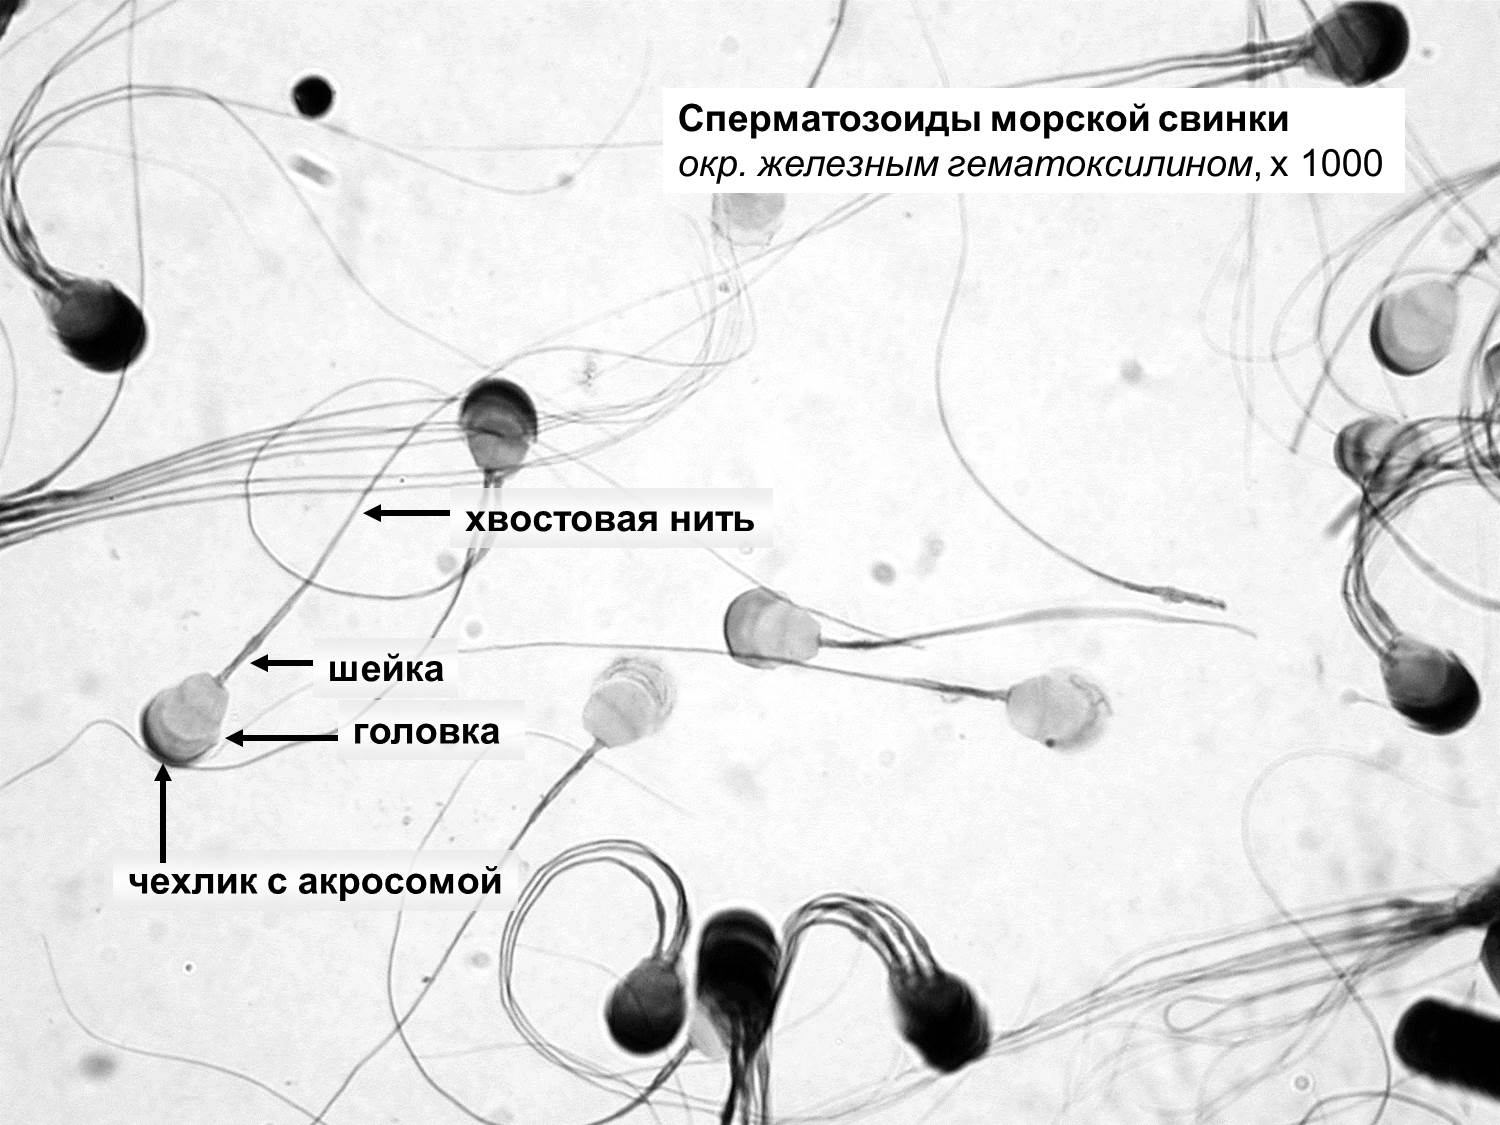 Сперматозоиды морской свинки
окр. железным гематоксилином, х 1000
хвостовая нить
шейка
головка
чехлик с акросомой